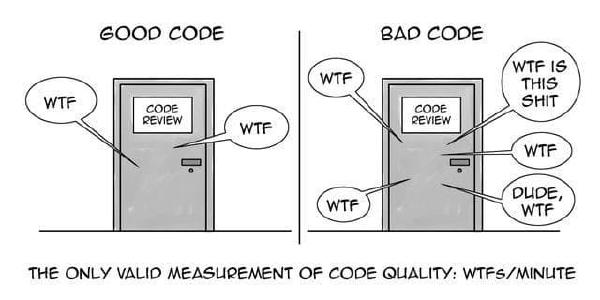 GOOD CODE
WTF
CODE
REVIEW
WTF
BAD CODE
WTF
CODE
REVIEW
WTF IS
THIS
SHIT
WTF
WTF
DUDE,
WTF
THE ONLY VALID MEASUREMENT OF CODE QUALITY: WTFS/MINUTE